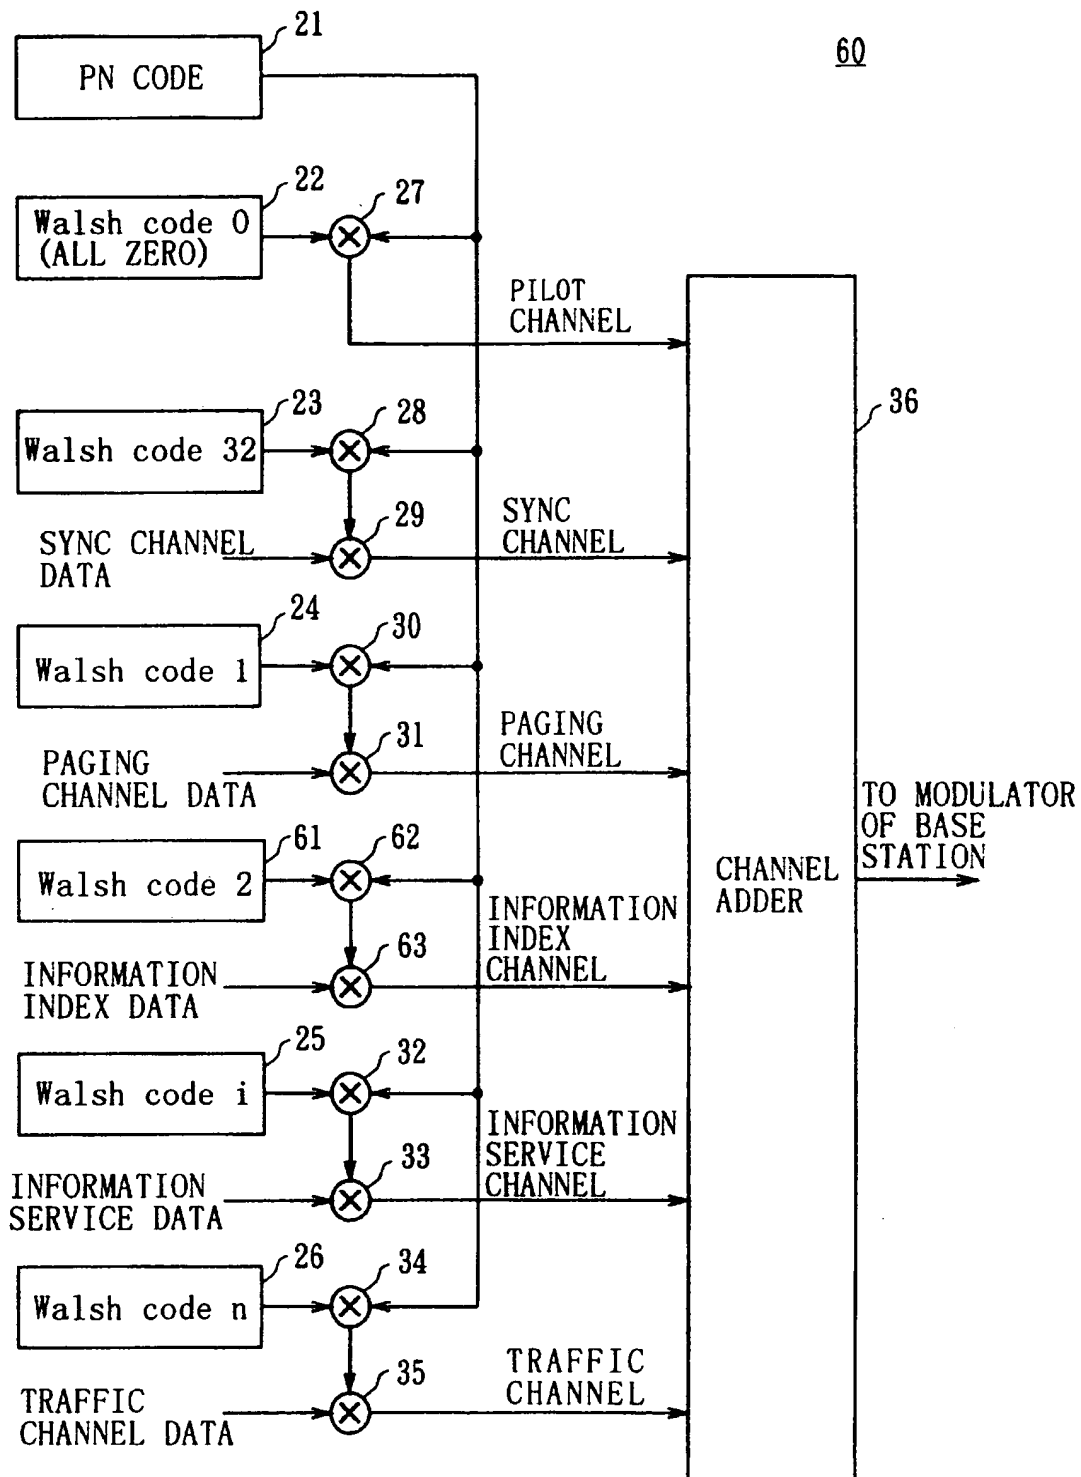 21
60
PN CODE
22
27
Walsh code 0
(ALL ZERO)
PILOT
CHANNEL
23
28
36
Walsh code 32
29
SYNC
CHANNEL
SYNC CHANNEL
DATA
24
30
Walsh code 1
31
PAGING
CHANNEL
PAGING
CHANNEL DATA
TO MODULATOR
OF BASE
STATION
61
62
Walsh code 2
CHANNEL
ADDER
63
INFORMATION
INDEX
CHANNEL
INFORMATION
INDEX DATA
25
32
Walsh code i
33
INFORMATION
SERVICE
CHANNEL
INFORMATION
SERVICE DATA
26
34
Walsh code n
35
TRAFFIC
CHANNEL
TRAFFIC
CHANNEL DATA